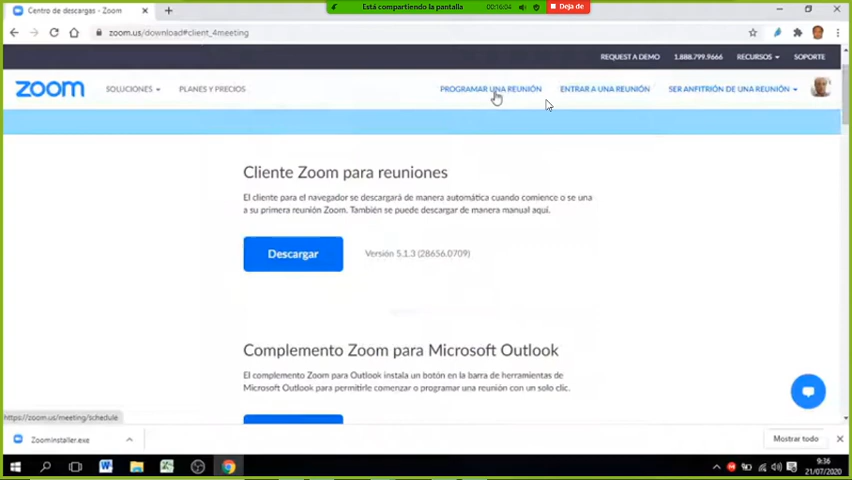 Está compartiendo la pantalla
00:16:04
Deja de
Centro de descargas - Zoom
zoom.us/download#client_4meeting
REQUEST A DEMO 1.888.799.9666 RECURSOS SOPORTE
zoom SOLUCIONES PLANES Y PRECIOS PROGRAMAR UNA REUNIÓN ENTRAR A UNA REUNIÓN SER ANFITRIÓN DE UNA REUNIÓN
Cliente Zoom para reuniones
El cliente para el navegador se descargará de manera automática cuando comience o se una
a su primera reunión Zoom. También se puede descargar de manera manual aquí.
Descargar Versión 5.1.3 (28656.0709)
Complemento Zoom para Microsoft Outlook
El complemento Zoom para Outlook instala un botón en la barra de herramientas de
Microsoft Outlook para permitirle comenzar o programar una reunión con un solo clic.
https://zoom.us/meeting/schedule
Zoominstaller.exe Mostrar todo
9:36
21/07/2020